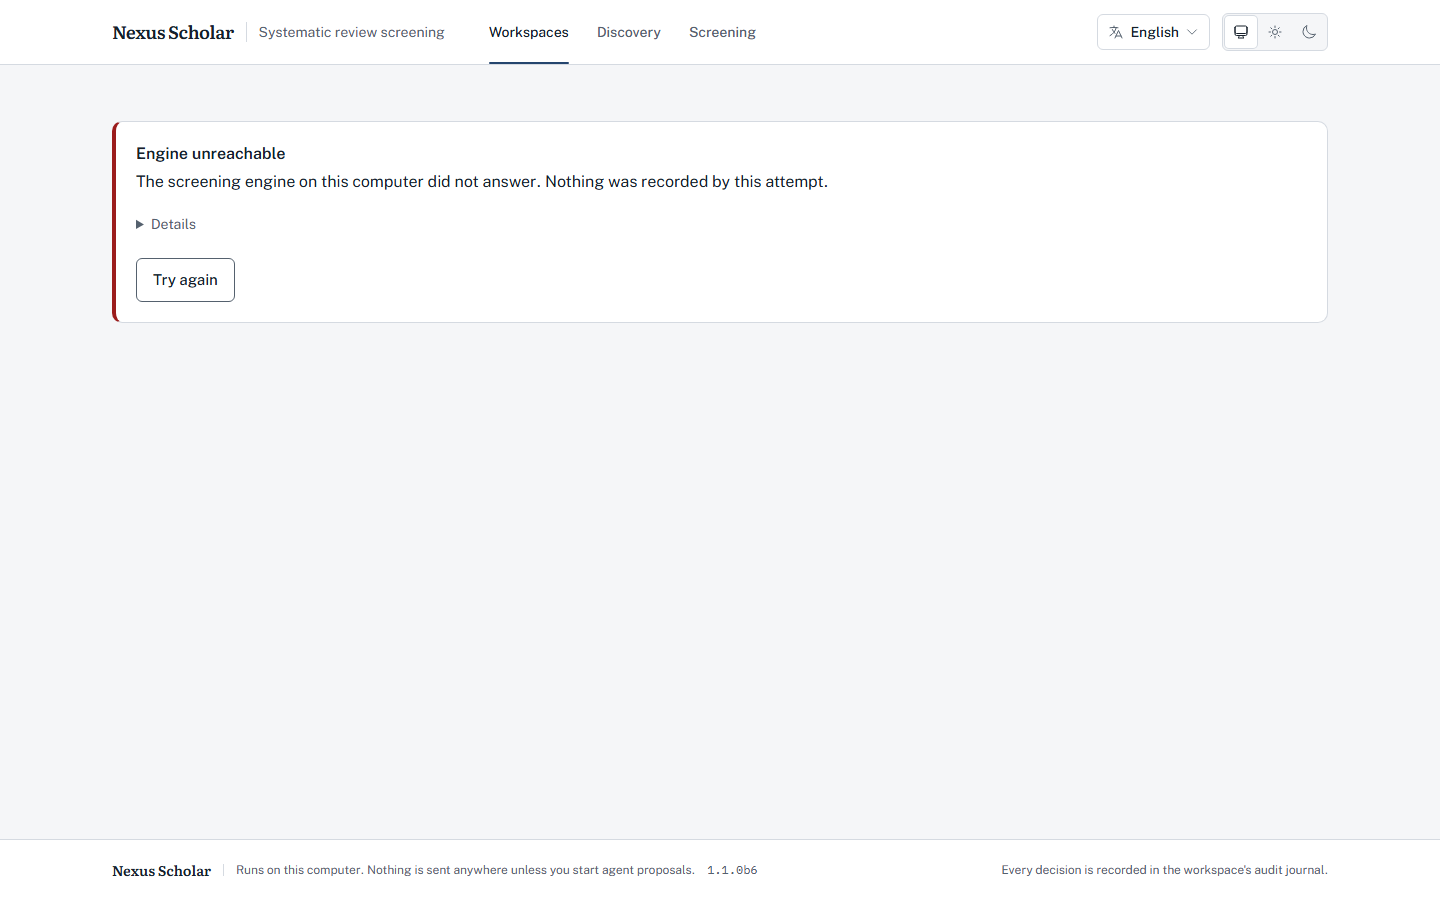 Nexus Scholar
Systematic review screening
Workspaces
Discovery
Screening
English
Engine unreachable
The screening engine on this computer did not answer. Nothing was recorded by this attempt.
Details
Try again
Nexus Scholar
Runs on this computer. Nothing is sent anywhere unless you start agent proposals.
1.1.0b6
Every decision is recorded in the workspace's audit journal.